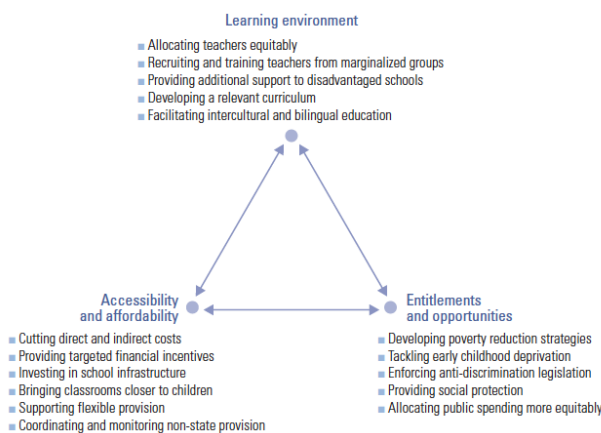 Learning environment
■ Allocating teachers equitably
■ Recruiting and training teachers from marginalized groups
■ Providing additional support to disadvantaged schools
■ Developing a relevant curriculum
■ Facilitating intercultural and bilingual education
Accessibility
and affordability
■ Cutting direct and indirect costs
■ Providing targeted financial incentives
■ Investing in school infrastructure
■ Bringing classrooms closer to children
■ Supporting flexible provision
■ Coordinating and monitoring non-state provision
Entitlements
and opportunities
■ Developing poverty reduction strategies
■ Tackling early childhood deprivation
■ Enforcing anti-discrimination legislation
■ Providing social protection
■ Allocating public spending more equitably